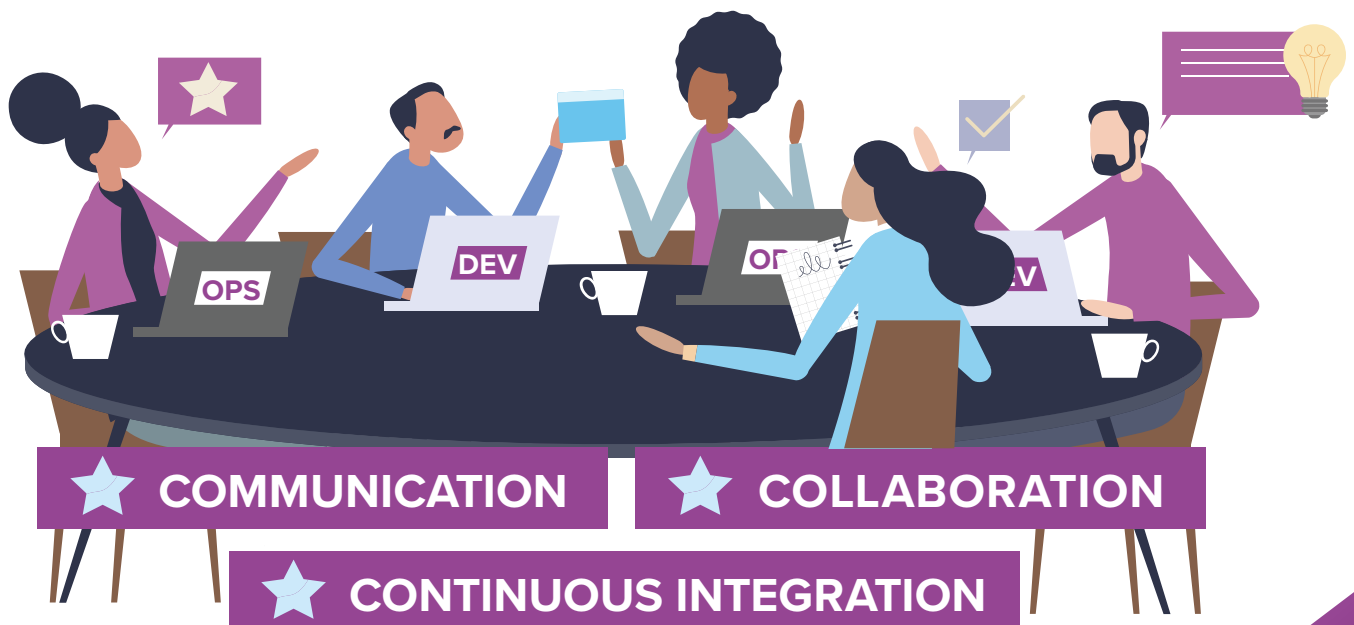 OPS
DEV
COMMUNICATION
COLLABORATION
CONTINUOUS INTEGRATION